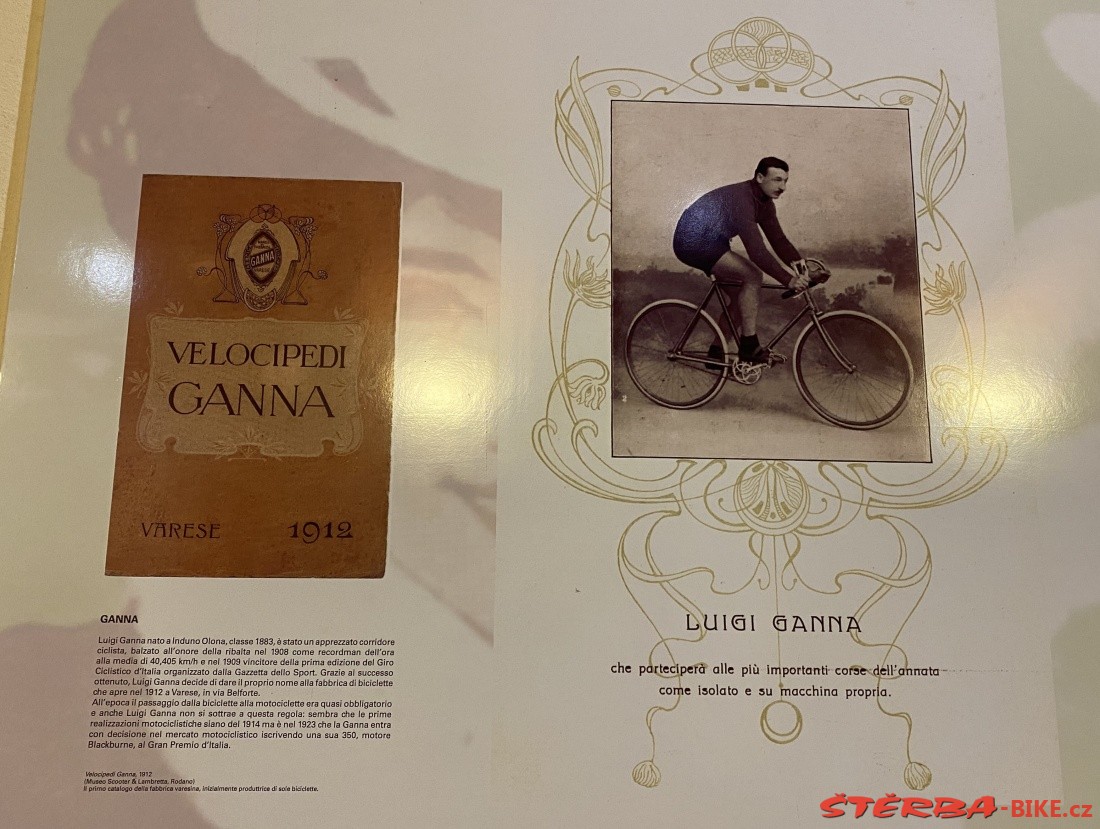 GANNA
VELOCIPEDI
GANNA
VARESE 1912
GANNA
Luigi Ganna nato a Induno Olona, classe 1883, è stato un apprezzato corridore
ciclista, balzato all'onore della ribalta nel 1908 come recordman dell'ora
alla media di 40,405 km/h e nel 1909 vincitore della prima edizione del Giro
Ciclistico d'Italia organizzato dalla Gazzetta dello Sport. Grazie al successo
ottenuto, Luigi Ganna decide di dare il proprio nome alla fabbrica di biciclette
che apre nel 1912 a Varese, in via Belforte.
All'epoca il passaggio dalla biciclette alla motociclette era quasi obbligatorio
e anche Luigi Ganna non si sottrae a questa regola: sembra che le prime
realizzazioni motociclistiche siano del 1914 ma è nel 1923 che la Ganna entra
con decisione nel mercato motociclistico iscrivendo una sua 350, motore
Blackburne, al Gran Premio d'Italia.
Velocipedi Ganna, 1912
(Museo Scooter & Lambretta, Rodano)
Il primo catalogo della fabbrica varesina, inizialmente produttrice di sole biciclette.
LUIGI GANNA
che parteciperà alle più importanti corse dell'annata
come isolato e su macchina propria.
ŠTĚRBA-BIKE.cz